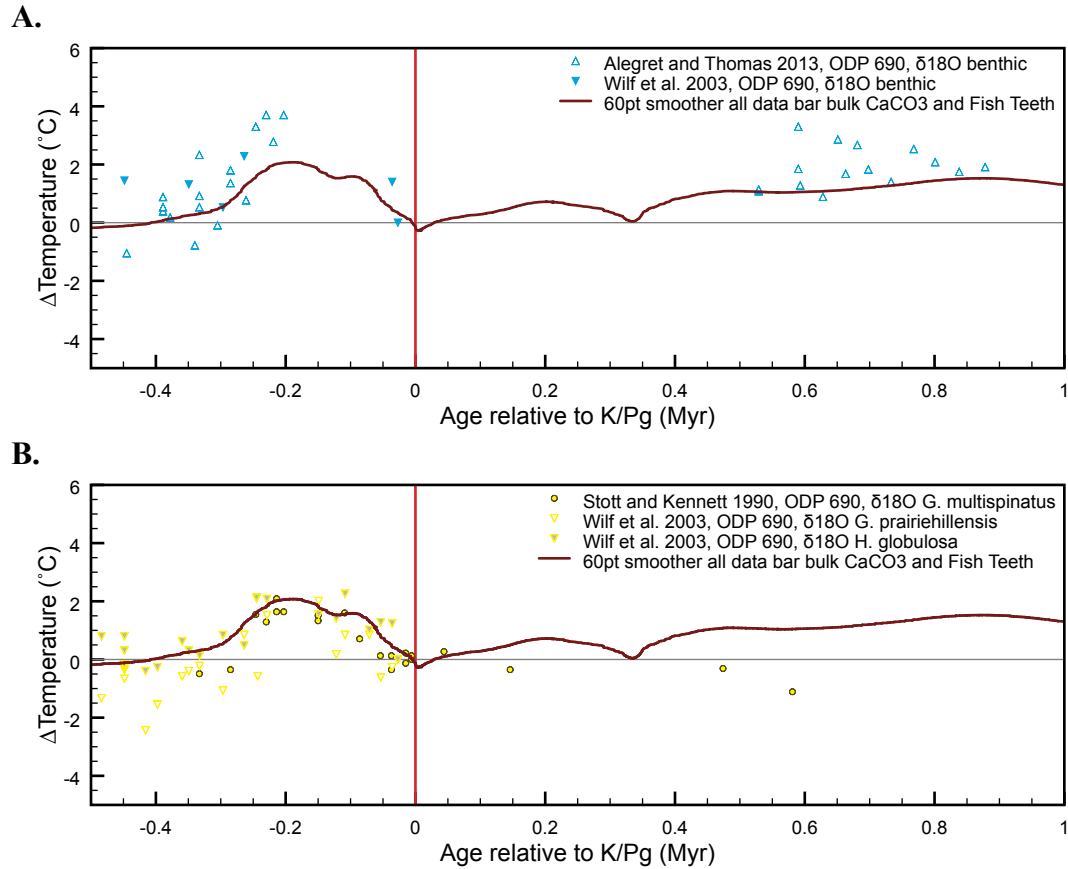 A.
6
4
2
0
-2
-4
ΔTemperature (˚C)
Alegret and Thomas 2013, ODP 690, δ18O benthic
Wilf et al. 2003, ODP 690, δ18O benthic
60pt smoother all data bar bulk CaCO3 and Fish Teeth
-0.4 -0.2 0 0.2 0.4 0.6 0.8 1
Age relative to K/Pg (Myr)
B.
6
4
2
0
-2
-4
ΔTemperature (˚C)
Stott and Kennett 1990, ODP 690, δ18O G. multispinatus
Wilf et al. 2003, ODP 690, δ18O G. prairiehillensis
Wilf et al. 2003, ODP 690, δ18O H. globulosa
60pt smoother all data bar bulk CaCO3 and Fish Teeth
-0.4 -0.2 0 0.2 0.4 0.6 0.8 1
Age relative to K/Pg (Myr)